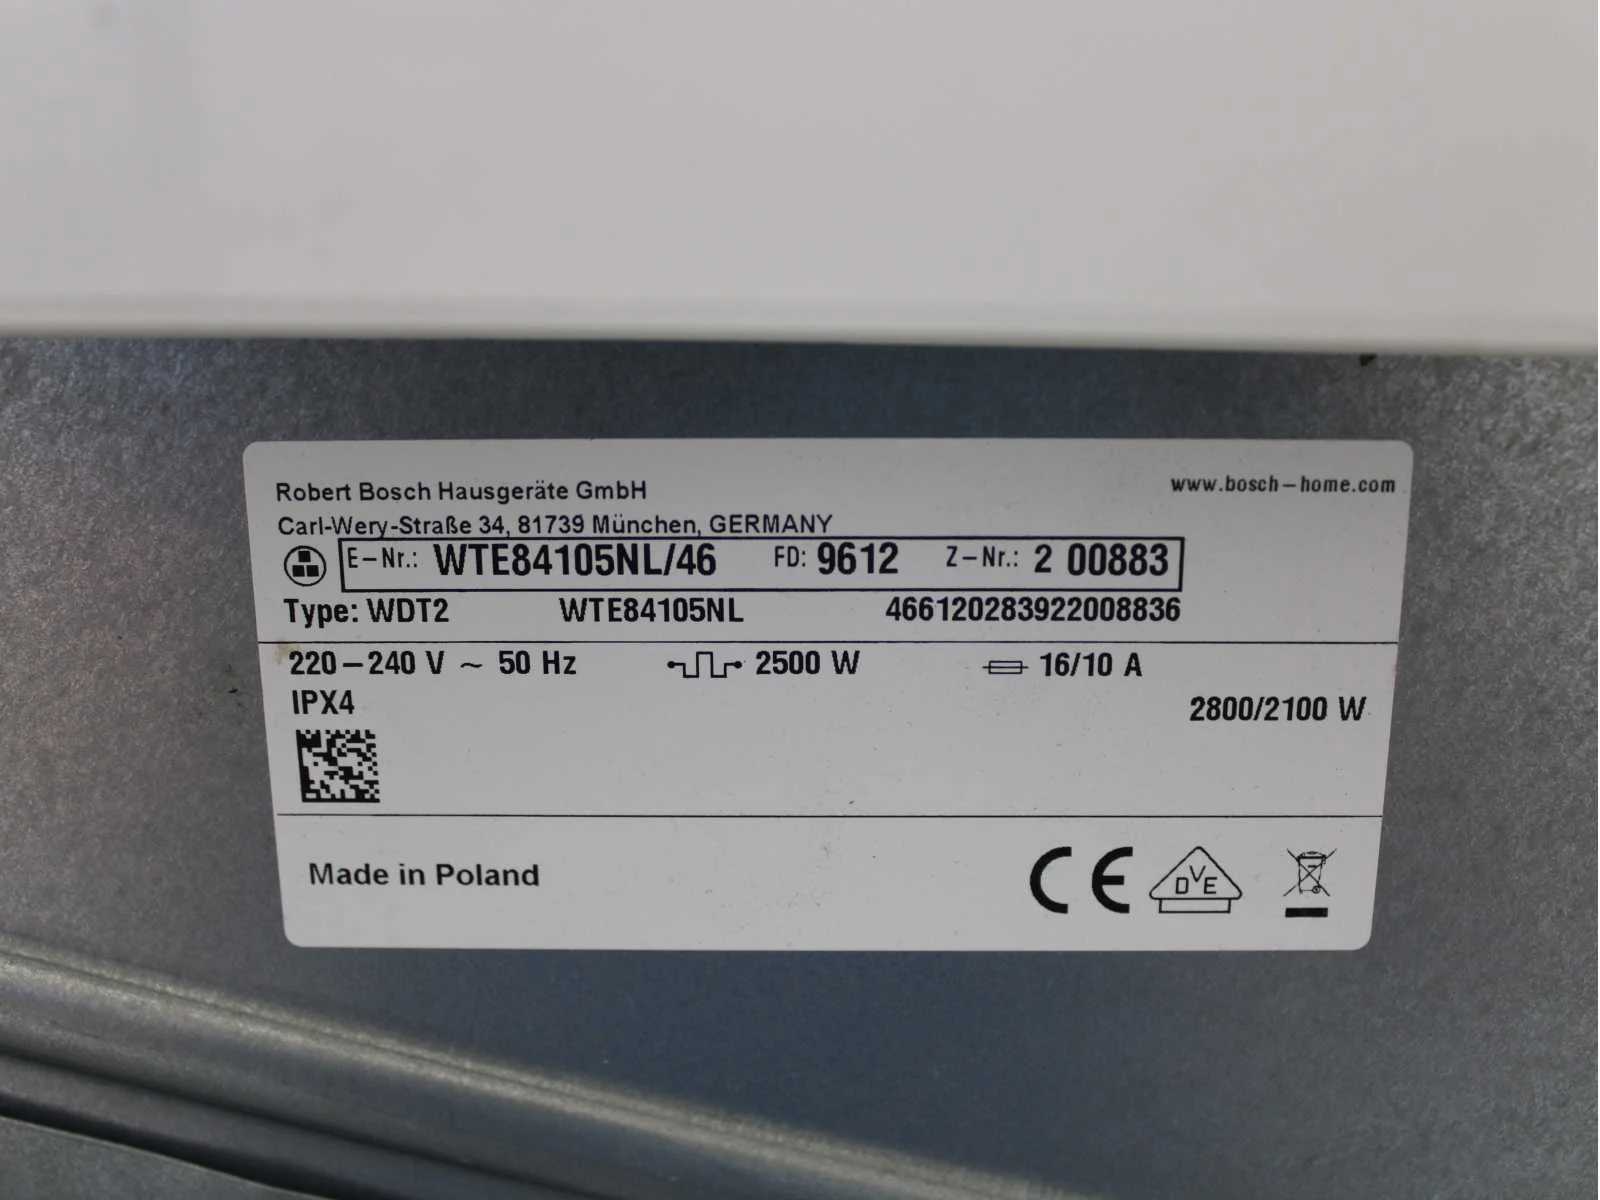 Robert Bosch Hausgeräte GmbH www.bosch-home.com
Carl-Wery-Straße 34, 81739 München, GERMANY
E-Nr.: WTE84105NL/46 FD: 9612 Z-Nr.: 2 00883
Type: WDT2 WTE84105NL 466120283922008836
220-240 V ~ 50 Hz 2500 W 16/10 A
IPX4 2800/2100 W
Made in Poland CE DVE